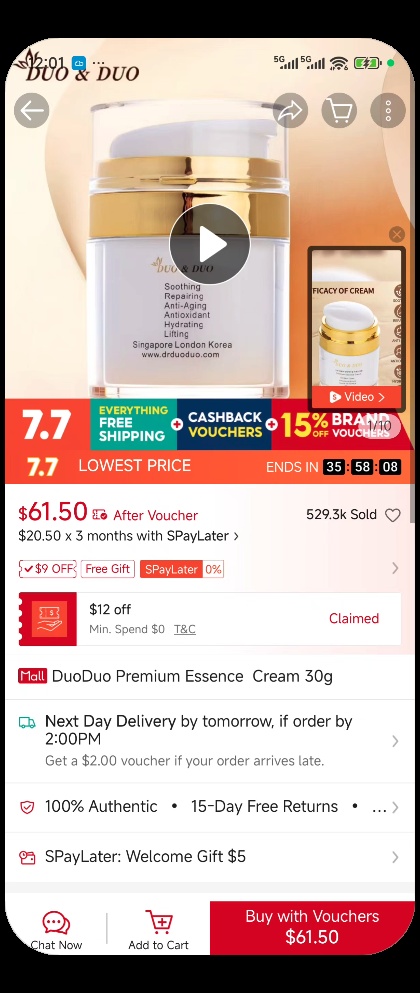 12:01
5G 5G
DUO & DUO
DUO & DUO
Soothing
Repairing
Anti-Aging
Antioxidant
Hydrating
Lifting
Singapore London Korea
www.drduoduo.com
FICACY OF CREAM
Video >
7.7
EVERYTHING
FREE
SHIPPING
+
CASHBACK
VOUCHERS
+
15% OFF
BRAND
VOUCHERS
1/10
7.7 LOWEST PRICE
ENDS IN 35:58:08
$61.50 After Voucher
529.3k Sold
$20.50 x 3 months with SPayLater >
$9 OFF
Free Gift
SPayLater 0%
$12 off
Min. Spend $0 T&C
Claimed
Mall DuoDuo Premium Essence Cream 30g
Next Day Delivery by tomorrow, if order by
2:00PM
Get a $2.00 voucher if your order arrives late.
100% Authentic • 15-Day Free Returns • ...
SPayLater: Welcome Gift $5
Chat Now
Add to Cart
Buy with Vouchers
$61.50